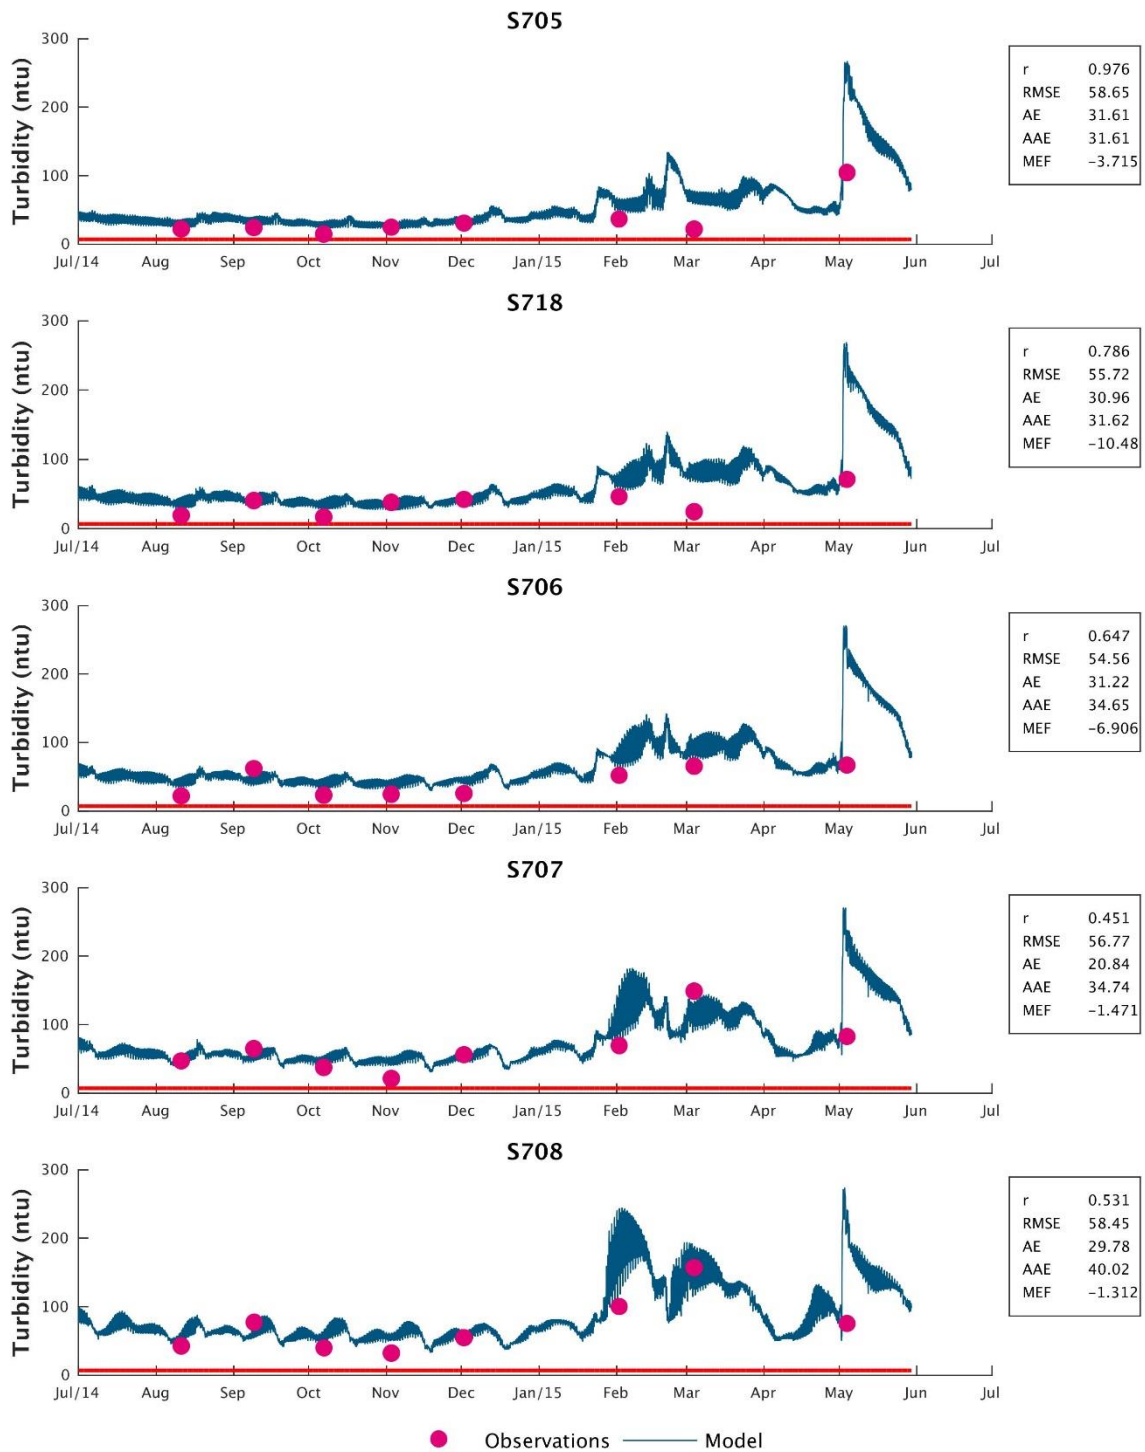 S705
Turbidity (ntu)
300
200
100
0
Jul/14 Aug Sep Oct Nov Dec Jan/15 Feb Mar Apr May Jun Jul
r 0.976
RMSE 58.65
AE 31.61
AAE 31.61
MEF −3.715
S718
Turbidity (ntu)
300
200
100
0
Jul/14 Aug Sep Oct Nov Dec Jan/15 Feb Mar Apr May Jun Jul
r 0.786
RMSE 55.72
AE 30.96
AAE 31.62
MEF −10.48
S706
Turbidity (ntu)
300
200
100
0
Jul/14 Aug Sep Oct Nov Dec Jan/15 Feb Mar Apr May Jun Jul
r 0.647
RMSE 54.56
AE 31.22
AAE 34.65
MEF −6.906
S707
Turbidity (ntu)
300
200
100
0
Jul/14 Aug Sep Oct Nov Dec Jan/15 Feb Mar Apr May Jun Jul
r 0.451
RMSE 56.77
AE 20.84
AAE 34.74
MEF −1.471
S708
Turbidity (ntu)
300
200
100
0
Jul/14 Aug Sep Oct Nov Dec Jan/15 Feb Mar Apr May Jun Jul
r 0.531
RMSE 58.45
AE 29.78
AAE 40.02
MEF −1.312
Observations Model